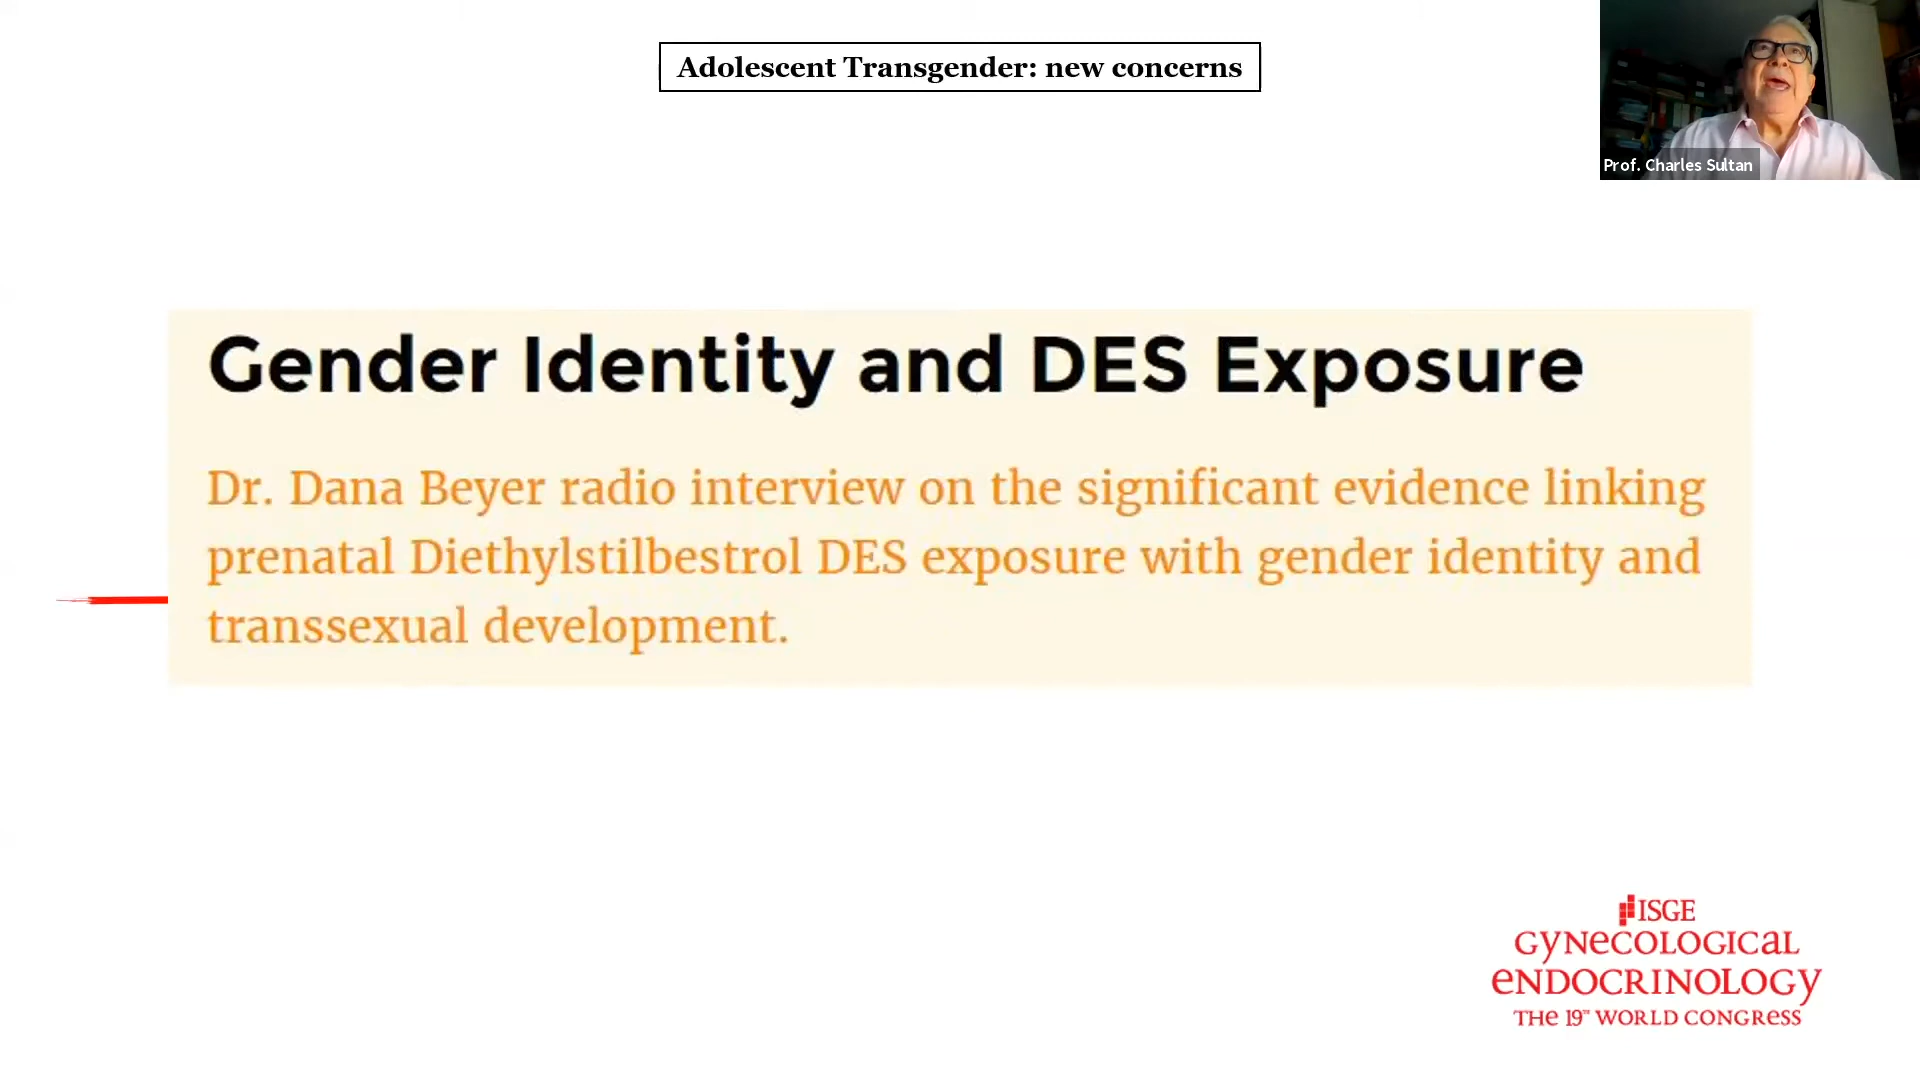 Adolescent Transgender: new concerns
Prof. Charles Sultan
Gender Identity and DES Exposure
Dr. Dana Beyer radio interview on the significant evidence linking
prenatal Diethylstilbestrol DES exposure with gender identity and
transsexual development.
ISGE
GYNeCOLOGICaL
eNDOCRINOLOGY
THe 19TH WORLD CONGReSS